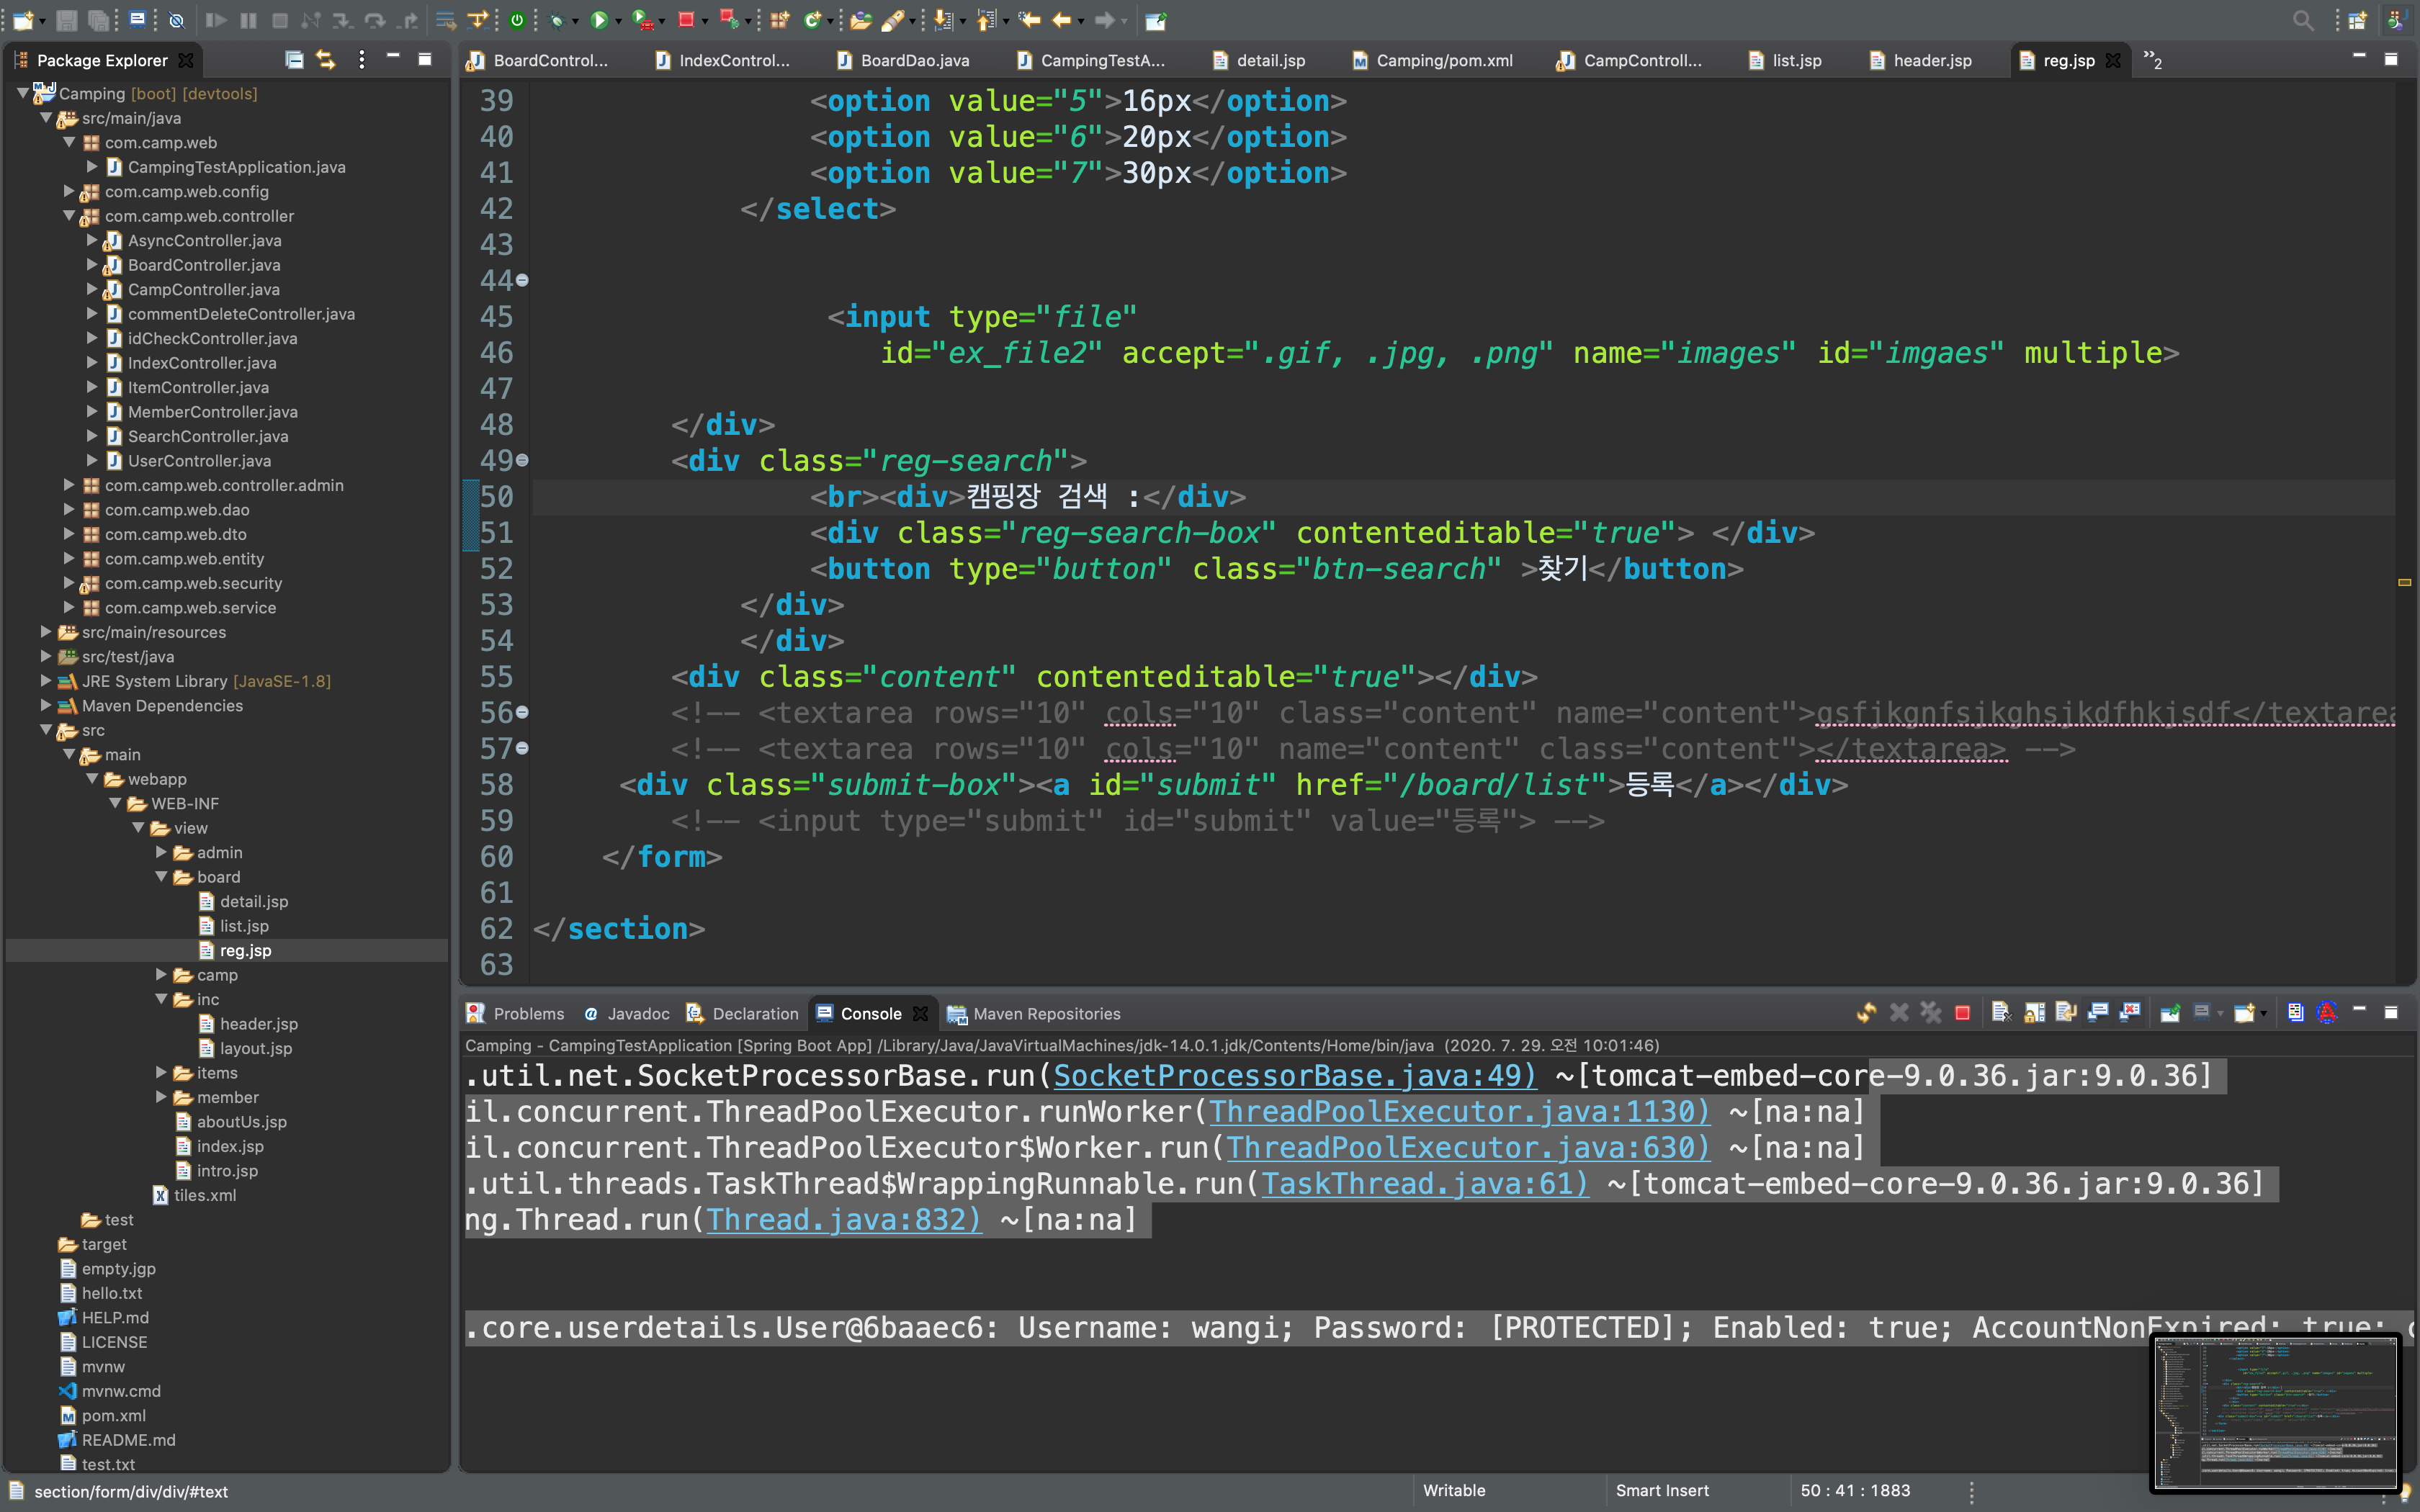 Package Explorer
Camping [boot] [devtools]
src/main/java
com.camp.web
CampingTestApplication.java
com.camp.web.config
com.camp.web.controller
AsyncController.java
BoardController.java
CampController.java
commentDeleteController.java
idCheckController.java
IndexController.java
ItemController.java
MemberController.java
SearchController.java
UserController.java
com.camp.web.controller.admin
com.camp.web.dao
com.camp.web.dto
com.camp.web.entity
com.camp.web.security
com.camp.web.service
src/main/resources
src/test/java
JRE System Library [JavaSE-1.8]
Maven Dependencies
src
main
webapp
WEB-INF
view
admin
board
detail.jsp
list.jsp
reg.jsp
camp
inc
header.jsp
layout.jsp
items
member
aboutUs.jsp
index.jsp
intro.jsp
tiles.xml
test
target
empty.jgp
hello.txt
HELP.md
LICENSE
mvnw
mvnw.cmd
pom.xml
README.md
test.txt
BoardControl... IndexControl... BoardDao.java CampingTestA... detail.jsp Camping/pom.xml CampControll... list.jsp header.jsp reg.jsp »2
39 <option value="5">16px</option>
40 <option value="6">20px</option>
41 <option value="7">30px</option>
42 </select>
43
44
45 <input type="file"
46 id="ex_file2" accept=".gif, .jpg, .png" name="images" id="imgaes" multiple>
47
48 </div>
49 <div class="reg-search">
50 <br><div>캠핑장 검색 :</div>
51 <div class="reg-search-box" contenteditable="true"> </div>
52 <button type="button" class="btn-search" >찾기</button>
53 </div>
54 </div>
55 <div class="content" contenteditable="true"></div>
56 <!-- <textarea rows="10" cols="10" class="content" name="content">gsfjkgnfsjkghsjkdfhkjsdf</textarea
57 <!-- <textarea rows="10" cols="10" name="content" class="content"></textarea> -->
58 <div class="submit-box"><a id="submit" href="/board/list">등록</a></div>
59 <!-- <input type="submit" id="submit" value="등록"> -->
60 </form>
61
62 </section>
63
Problems Javadoc Declaration Console Maven Repositories
Camping - CampingTestApplication [Spring Boot App] /Library/Java/JavaVirtualMachines/jdk-14.0.1.jdk/Contents/Home/bin/java (2020. 7. 29. 오전 10:01:46)
.util.net.SocketProcessorBase.run(SocketProcessorBase.java:49) ~[tomcat-embed-core-9.0.36.jar:9.0.36]
il.concurrent.ThreadPoolExecutor.runWorker(ThreadPoolExecutor.java:1130) ~[na:na]
il.concurrent.ThreadPoolExecutor$Worker.run(ThreadPoolExecutor.java:630) ~[na:na]
.util.threads.TaskThread$WrappingRunnable.run(TaskThread.java:61) ~[tomcat-embed-core-9.0.36.jar:9.0.36]
ng.Thread.run(Thread.java:832) ~[na:na]
.core.userdetails.User@6baaec6: Username: wangi; Password: [PROTECTED]; Enabled: true; AccountNonExpired: true;
section/form/div/div/#text
Writable Smart Insert 50 : 41 : 1883